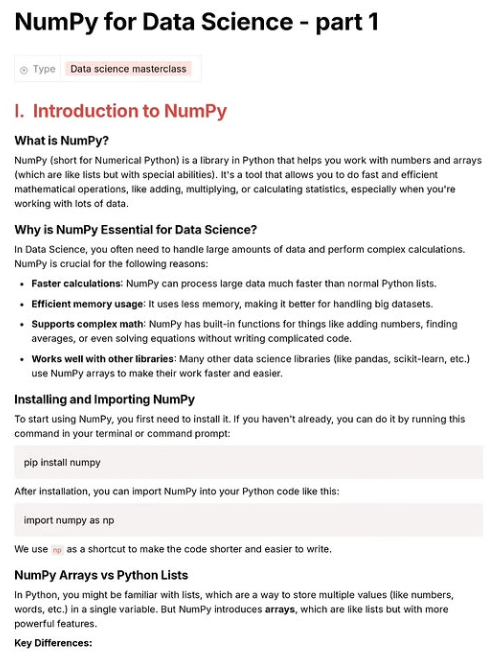 NumPy for Data Science - part 1
Type Data science masterclass
I. Introduction to NumPy
What is NumPy?
NumPy (short for Numerical Python) is a library in Python that helps you work with numbers and arrays
(which are like lists but with special abilities). It's a tool that allows you to do fast and efficient
mathematical operations, like adding, multiplying, or calculating statistics, especially when you're
working with lots of data.
Why is NumPy Essential for Data Science?
In Data Science, you often need to handle large amounts of data and perform complex calculations.
NumPy is crucial for the following reasons:
• Faster calculations: NumPy can process large data much faster than normal Python lists.
• Efficient memory usage: It uses less memory, making it better for handling big datasets.
• Supports complex math: NumPy has built-in functions for things like adding numbers, finding
averages, or even solving equations without writing complicated code.
• Works well with other libraries: Many other data science libraries (like pandas, scikit-learn, etc.)
use NumPy arrays to make their work faster and easier.
Installing and Importing NumPy
To start using NumPy, you first need to install it. If you haven't already, you can do it by running this
command in your terminal or command prompt:
pip install numpy
After installation, you can import NumPy into your Python code like this:
import numpy as np
We use np as a shortcut to make the code shorter and easier to write.
NumPy Arrays vs Python Lists
In Python, you might be familiar with lists, which are a way to store multiple values (like numbers,
words, etc.) in a single variable. But NumPy introduces arrays, which are like lists but with more
powerful features.
Key Differences: